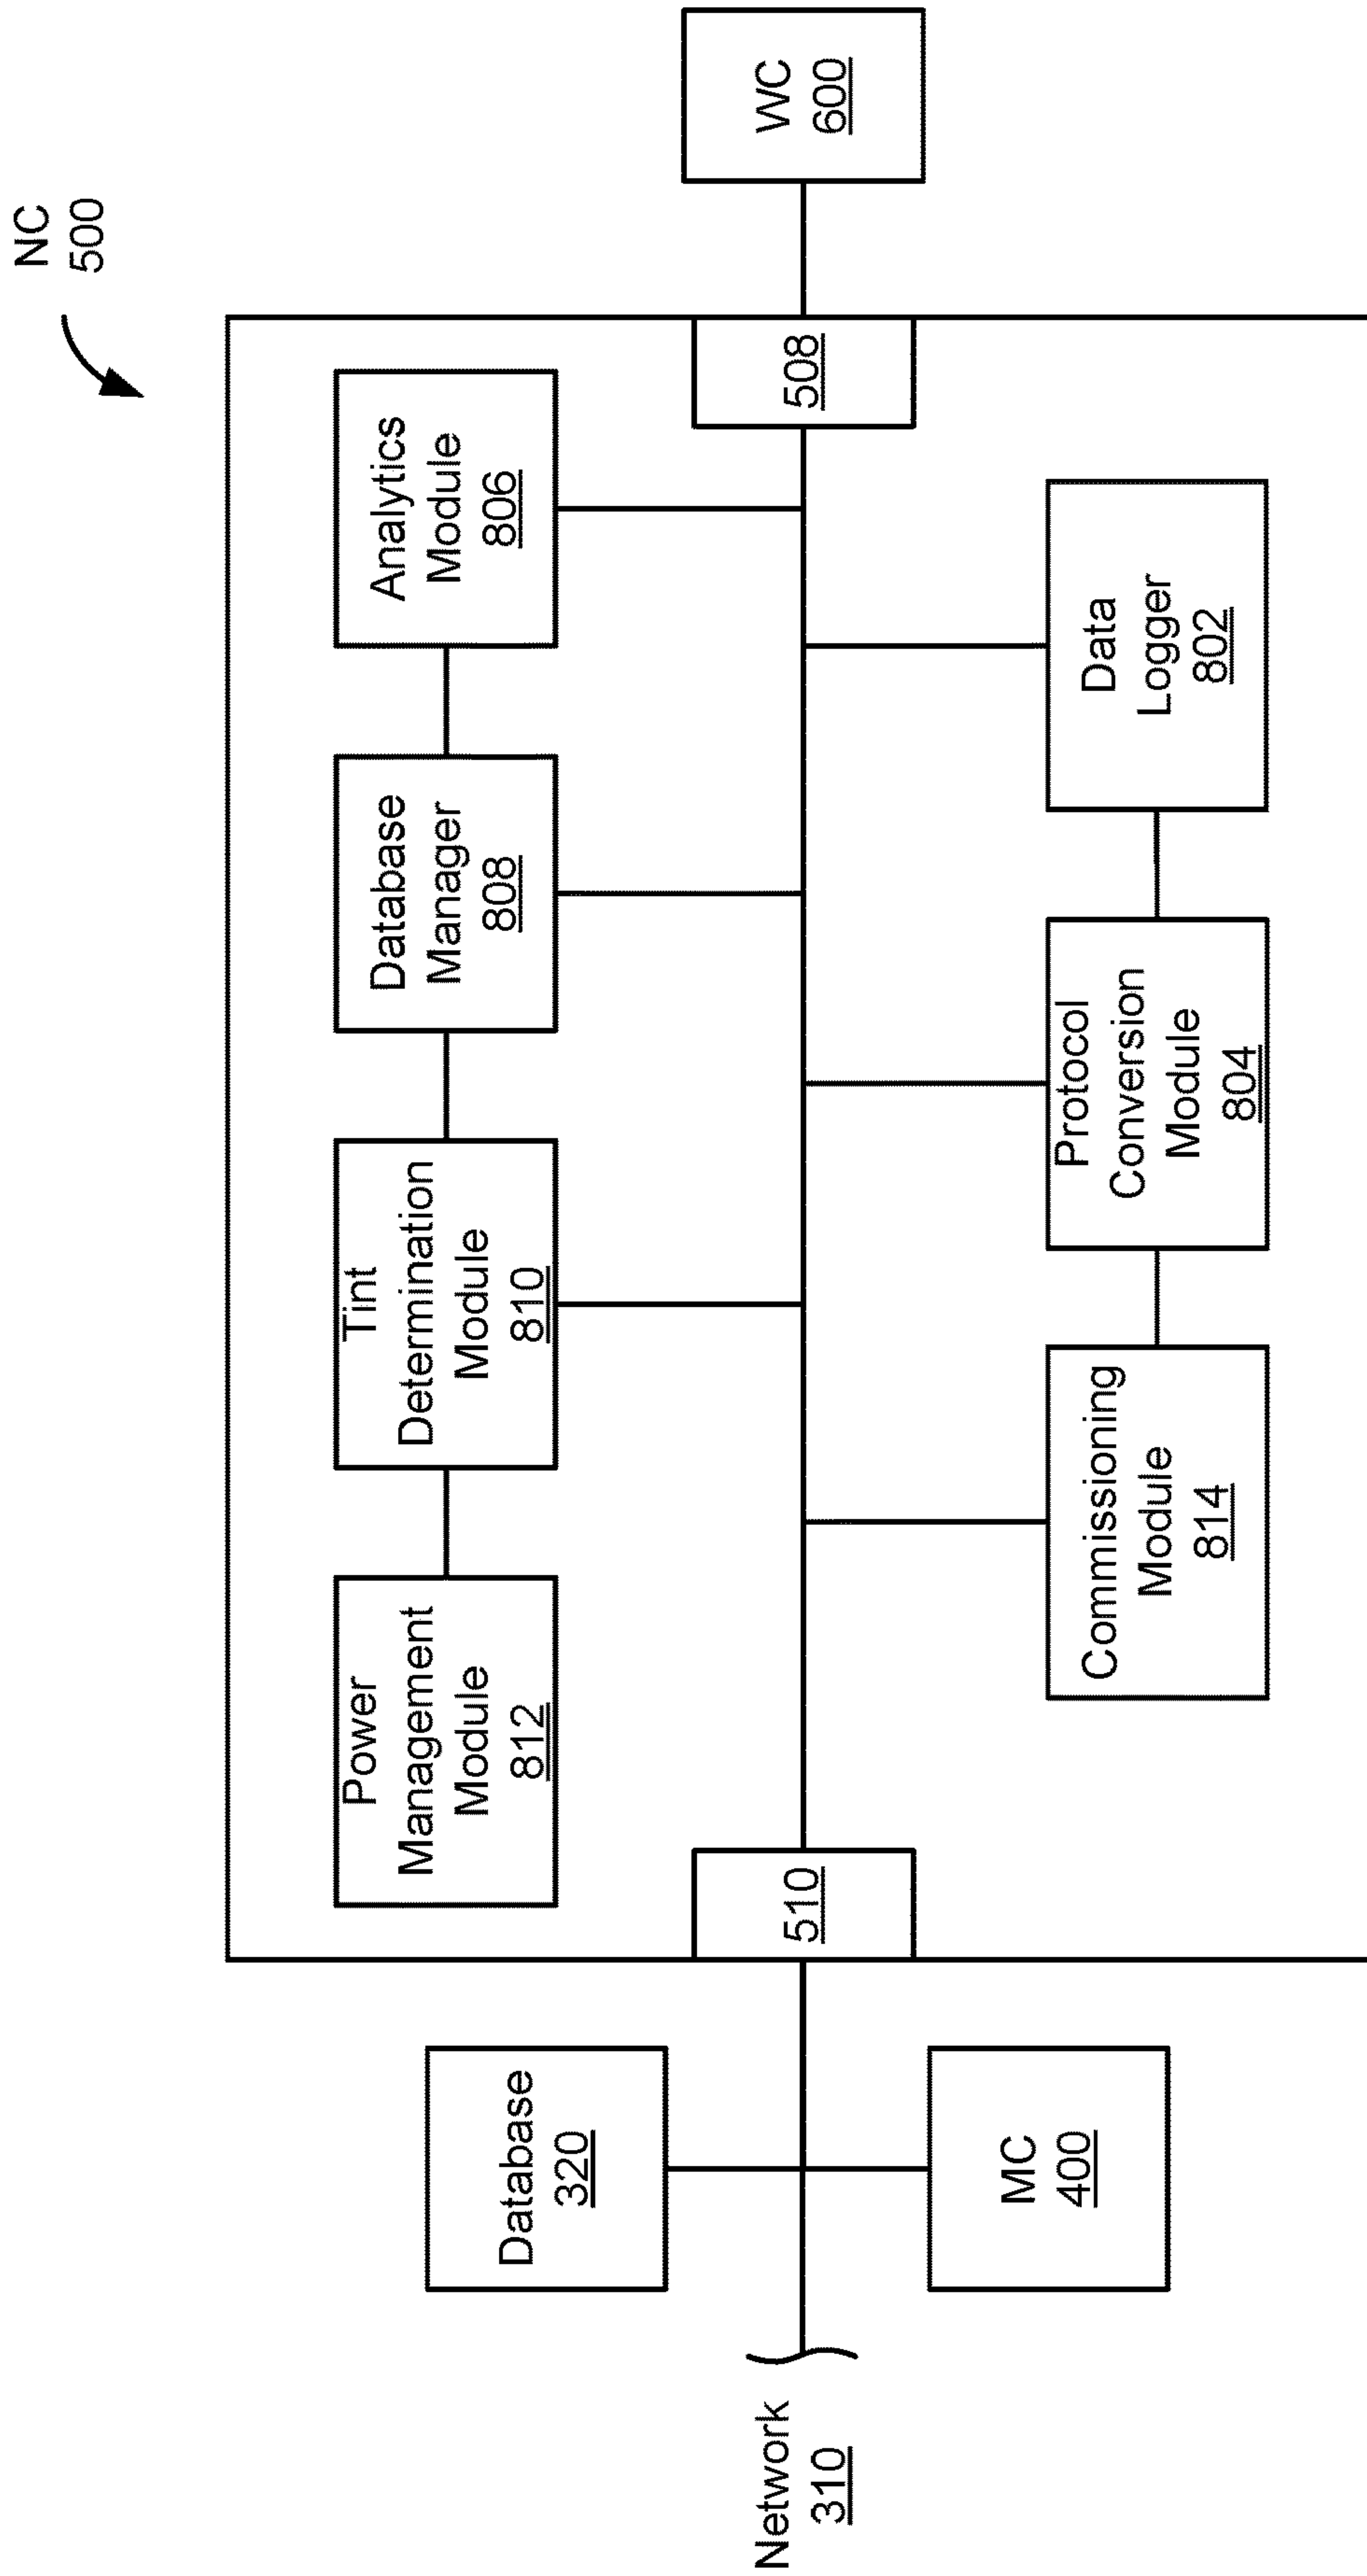 NC
500
Power
Management
Module
812
Tint
Determination
Module
810
Database
Manager
808
Analytics
Module
806
Database
320
Network
310
510
508
WC
600
MC
400
Commissioning
Module
814
Protocol
Conversion
Module
804
Data
Logger
802